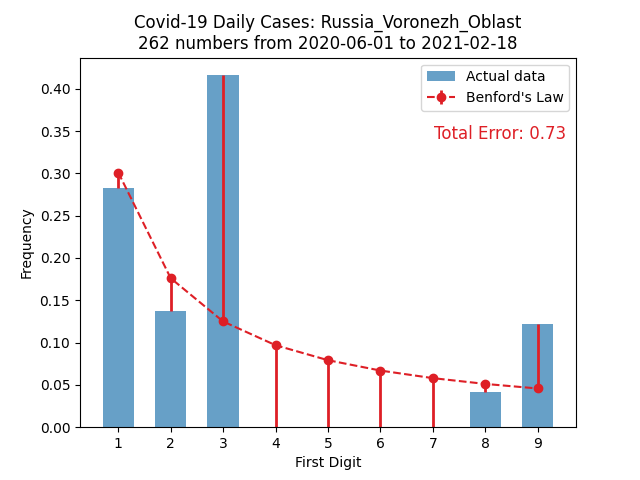 Covid-19 Daily Cases: Russia_Voronezh_Oblast
262 numbers from 2020-06-01 to 2021-02-18
Actual data
Benford's Law
Total Error: 0.73
Frequency
0.40
0.35
0.30
0.25
0.20
0.15
0.10
0.05
0.00
1 2 3 4 5 6 7 8 9
First Digit